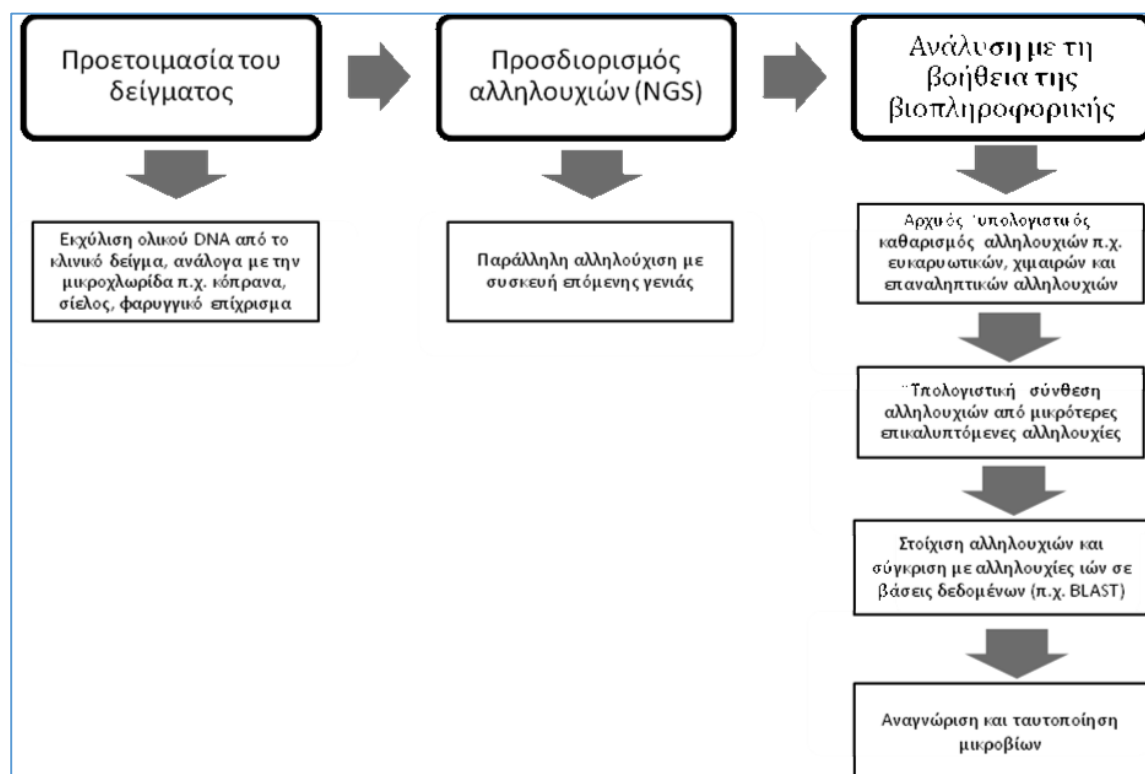 Προετοιμασία του
δείγματος
Προσδιορισμός
αλληλουχιών (NGS)
Ανάλυση με τη
βοήθεια της
βιοπληροφορικής
Εκχύλιση ολικού DNA από το
κλινικό δείγμα, ανάλογα με την
μικροχλωρίδα π.χ. κόπρανα,
σίελος, φαρυγγικό επίχρισμα
Παράλληλη αλληλούχιση με
συσκευή επόμενης γενιάς
Αρχικός υπολογιστικός
καθαρισμός αλληλουχιών π.χ.
ευκαρυωτικών, χιμαιρών και
επαναληπτικών αλληλουχιών
Υπολογιστική σύνθεση
αλληλουχιών από μικρότερες
επικαλυπτόμενες αλληλουχίες
Στοίχιση αλληλουχιών και
σύγκριση με αλληλουχίες ιών σε
βάσεις δεδομένων (π.χ. BLAST)
Αναγνώριση και ταυτοποίηση
μικροβίων